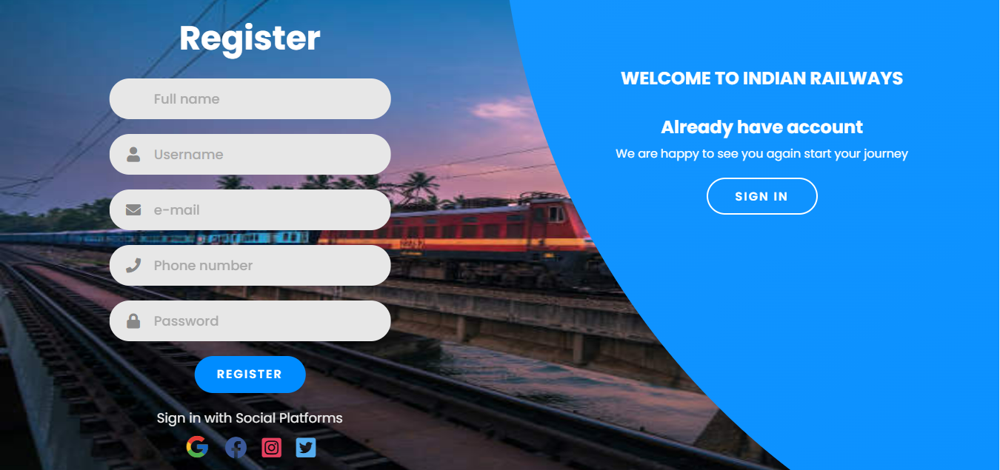 Register
Full name
Username
e-mail
Phone number
Password
REGISTER
Sign in with Social Platforms
WELCOME TO INDIAN RAILWAYS
Already have account
We are happy to see you again start your journey
SIGN IN